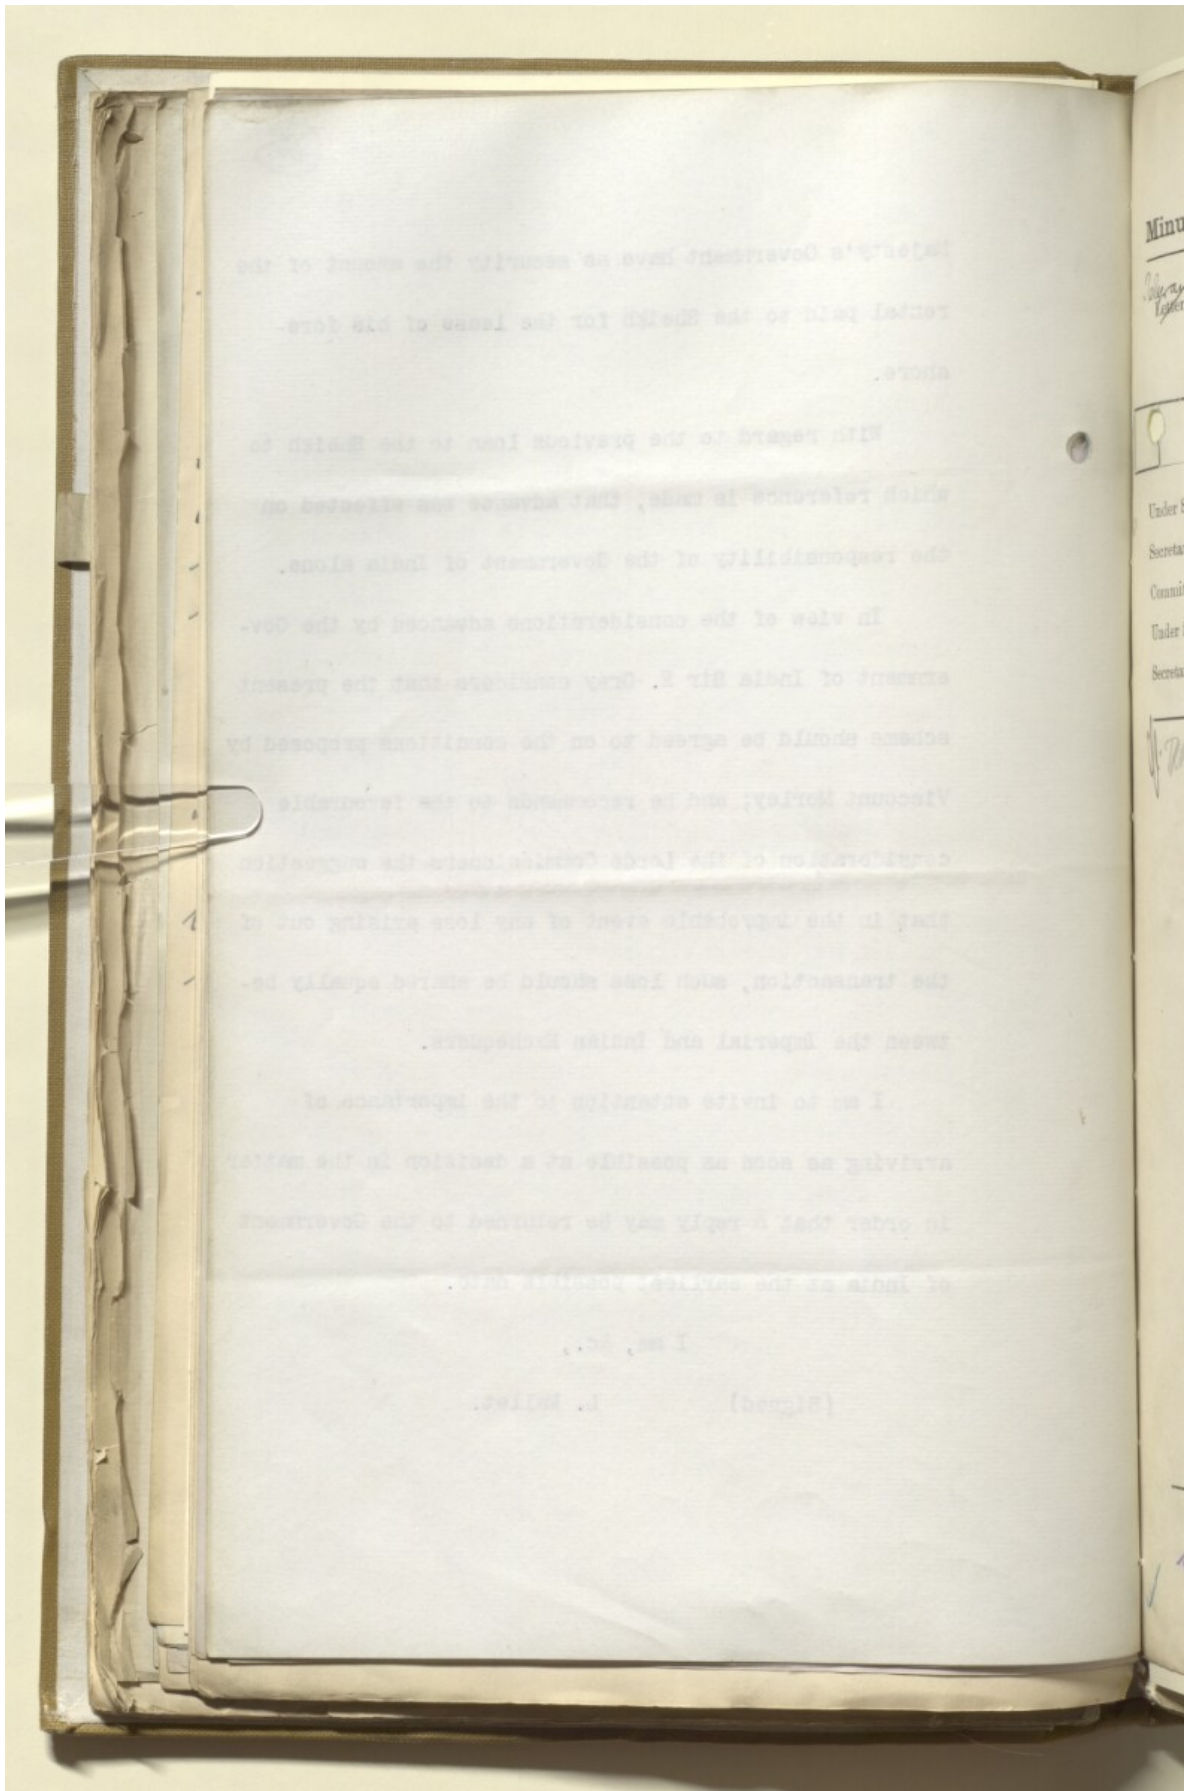 Majesty's Government have as security the amount of the
rental paid to the Sheikh for the lease of his fore-
shore.
With regard to the previous loan to the Sheikh to
which reference is made, that advance was effected on
the responsibility of the Government of India alone.
In view of the considerations advanced by the Gov-
ernment of India Sir E. Grey considers that the present
scheme should be agreed to on the conditions proposed by
Viscount Morley; and he recommends to the favourable
consideration of the Lords Commissioners the suggestion
that in the improbable event of any loss arising out of
the transaction, such loss should be shared equally be-
tween the Imperial and Indian Exchequers.
I am to invite attention to the importance of
arriving as soon as possible at a decision in the matter
in order that a reply may be returned to the Government
of India at the earliest possible date.
I am, &c.,
(Signed) L. Mallet.
Minu
Letter
Under S
Secreta
Commit
Under S
Secreta